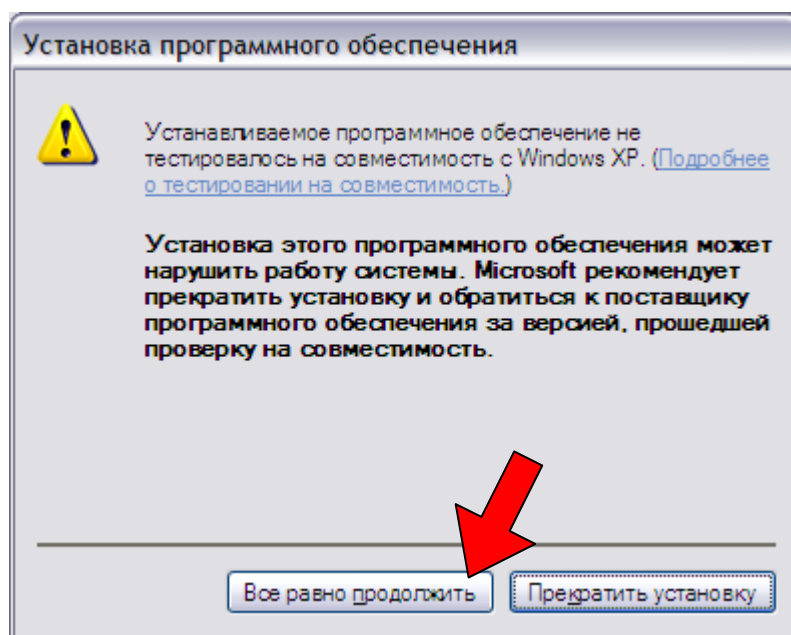 Установка программного обеспечения
Устанавливаемое программное обеспечение не
тестировалось на совместимость с Windows XP. (Подробнее
о тестировании на совместимость.)
Установка этого программного обеспечения может
нарушить работу системы. Microsoft рекомендует
прекратить установку и обратиться к поставщику
программного обеспечения за версией, прошедшей
проверку на совместимость.
Все равно продолжить
Прекратить установку